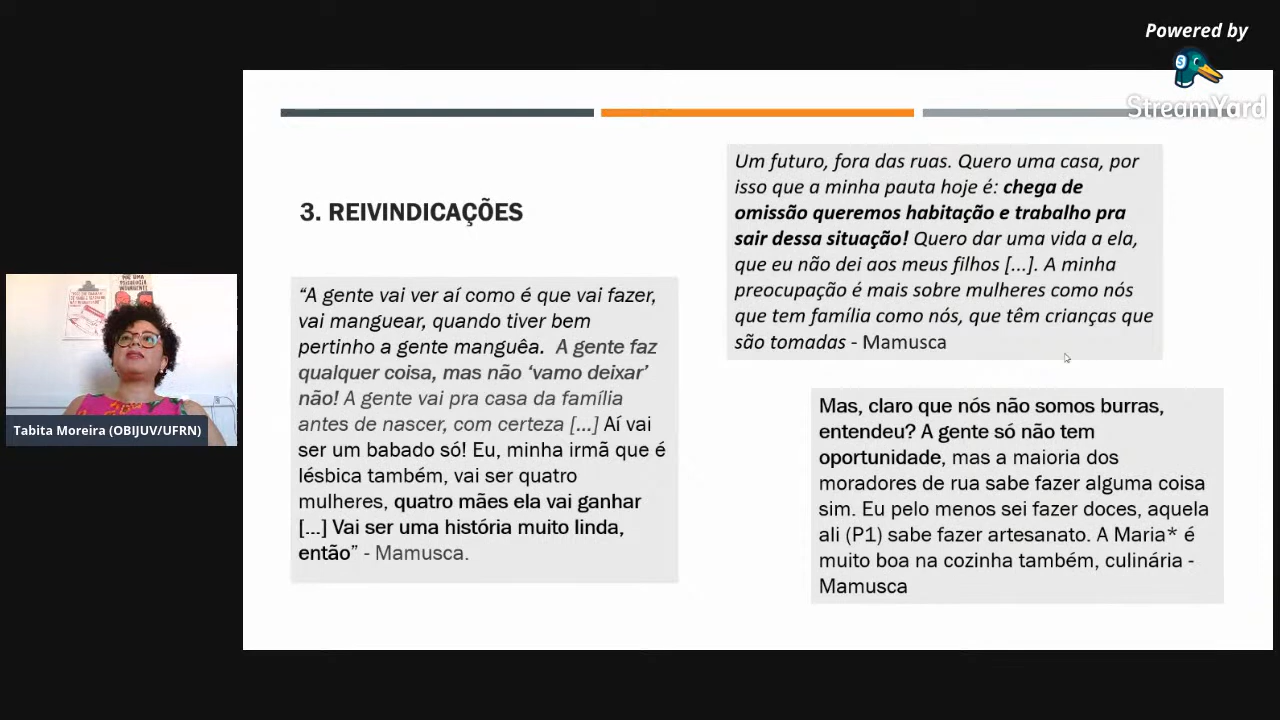 Powered by
StreamYard
3. REIVINDICAÇÕES
“A gente vai ver aí como é que vai fazer,
vai manguear, quando tiver bem
pertinho a gente manguêa. A gente faz
qualquer coisa, mas não ‘vamo deixar’
não! A gente vai pra casa da família
antes de nascer, com certeza [...] Aí vai
ser um babado só! Eu, minha irmã que é
lésbica também, vai ser quatro
mulheres, quatro mães ela vai ganhar
[...] Vai ser uma história muito linda,
então” - Mamusca.
Um futuro, fora das ruas. Quero uma casa, por
isso que a minha pauta hoje é: chega de
omissão queremos habitação e trabalho pra
sair dessa situação! Quero dar uma vida a ela,
que eu não dei aos meus filhos [...]. A minha
preocupação é mais sobre mulheres como nós
que tem família como nós, que têm crianças que
são tomadas - Mamusca
Mas, claro que nós não somos burras,
entendeu? A gente só não tem
oportunidade, mas a maioria dos
moradores de rua sabe fazer alguma coisa
sim. Eu pelo menos sei fazer doces, aquela
ali (P1) sabe fazer artesanato. A Maria* é
muito boa na cozinha também, culinária -
Mamusca
Tabita Moreira (OBIJUV/UFRN)